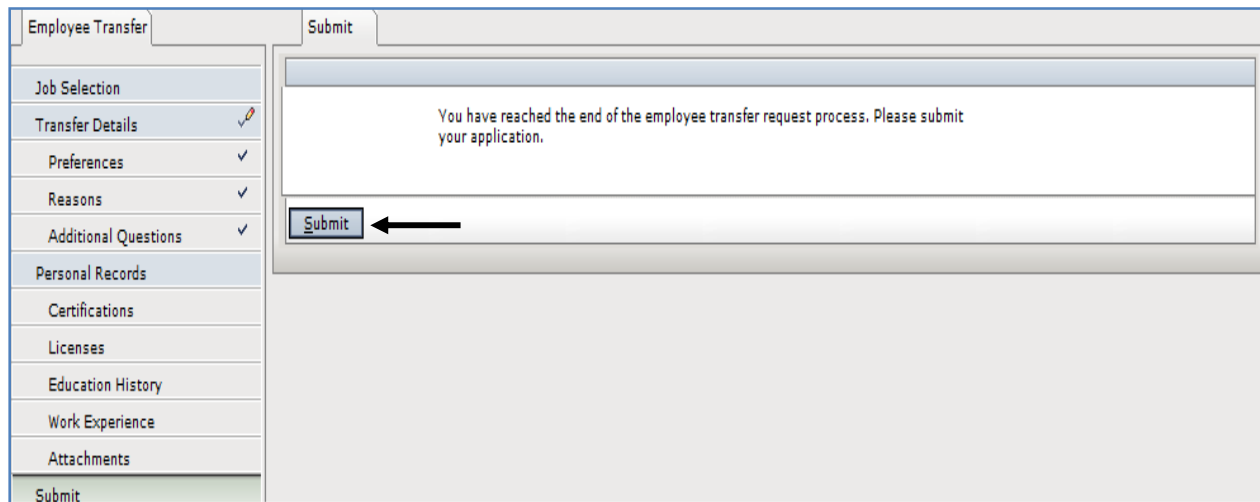 Employee Transfer
Submit
Job Selection
Transfer Details
Preferences
Reasons
Additional Questions
Personal Records
Certifications
Licenses
Education History
Work Experience
Attachments
Submit
You have reached the end of the employee transfer request process. Please submit
your application.
Submit